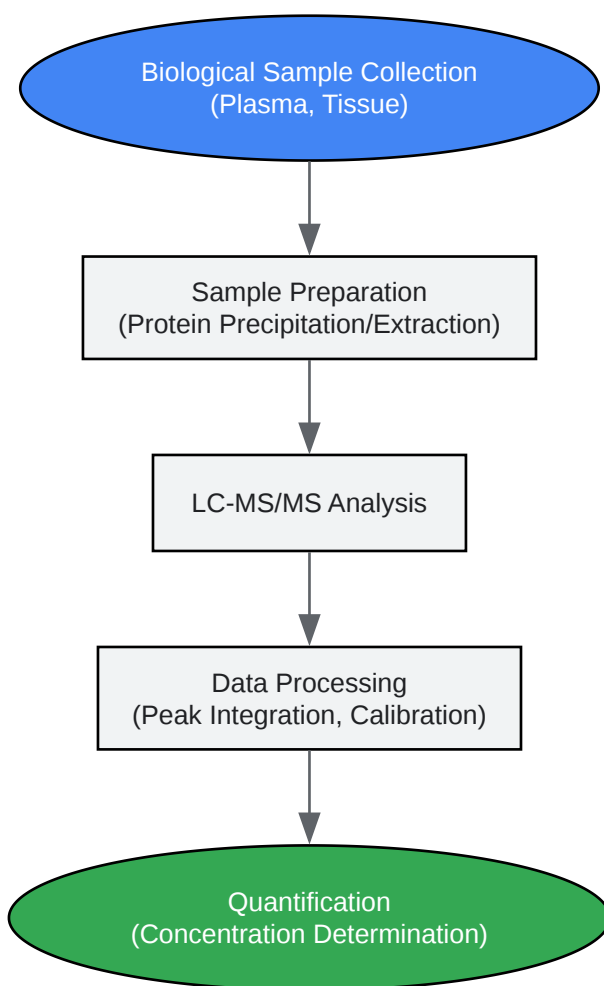 Biological Sample Collection
(Plasma, Tissue)
Sample Preparation
(Protein Precipitation/Extraction)
LC-MS/MS Analysis
Data Processing
(Peak Integration, Calibration)
Quantification
(Concentration Determination)